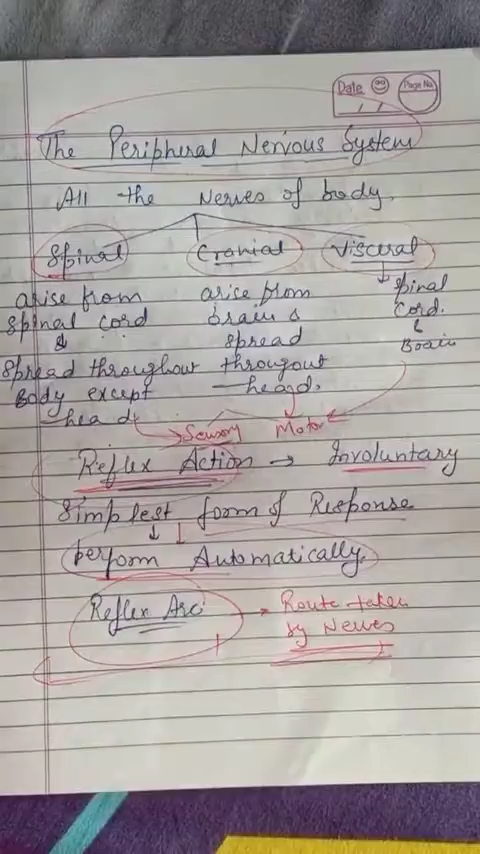 Date
Page No.
/ /
The Peripheral Nervous System
All the Nerves of body.
Spinal Cranial Visceral
arise from
spinal cord
&
spread throughout
Body except
head
arise from
brain &
spread
througout
head.
spinal
Cord.
&
Brain
Sensory Motor
Reflex Action → Involuntary
Simplest form of Response
perform Automatically.
Reflex Arc
Route taken
by Nerves